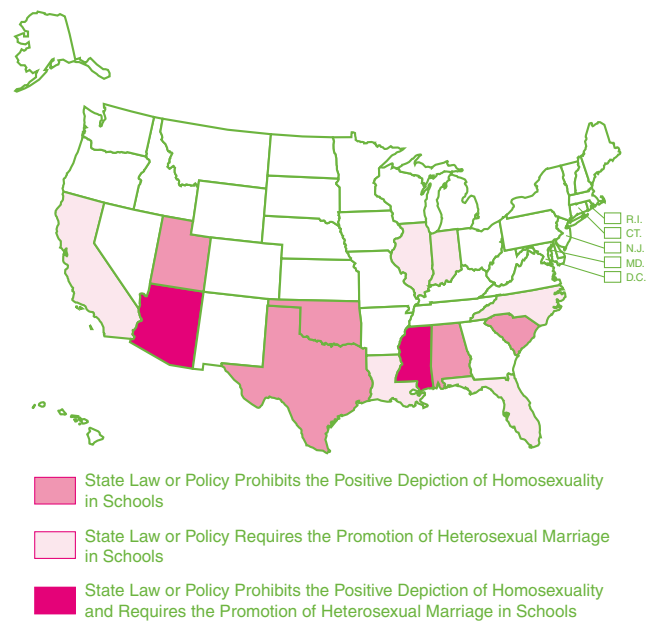 R.I.
CT.
N.J.
MD.
D.C.
State Law or Policy Prohibits the Positive Depiction of Homosexuality
in Schools
State Law or Policy Requires the Promotion of Heterosexual Marriage
in Schools
State Law or Policy Prohibits the Positive Depiction of Homosexuality
and Requires the Promotion of Heterosexual Marriage in Schools